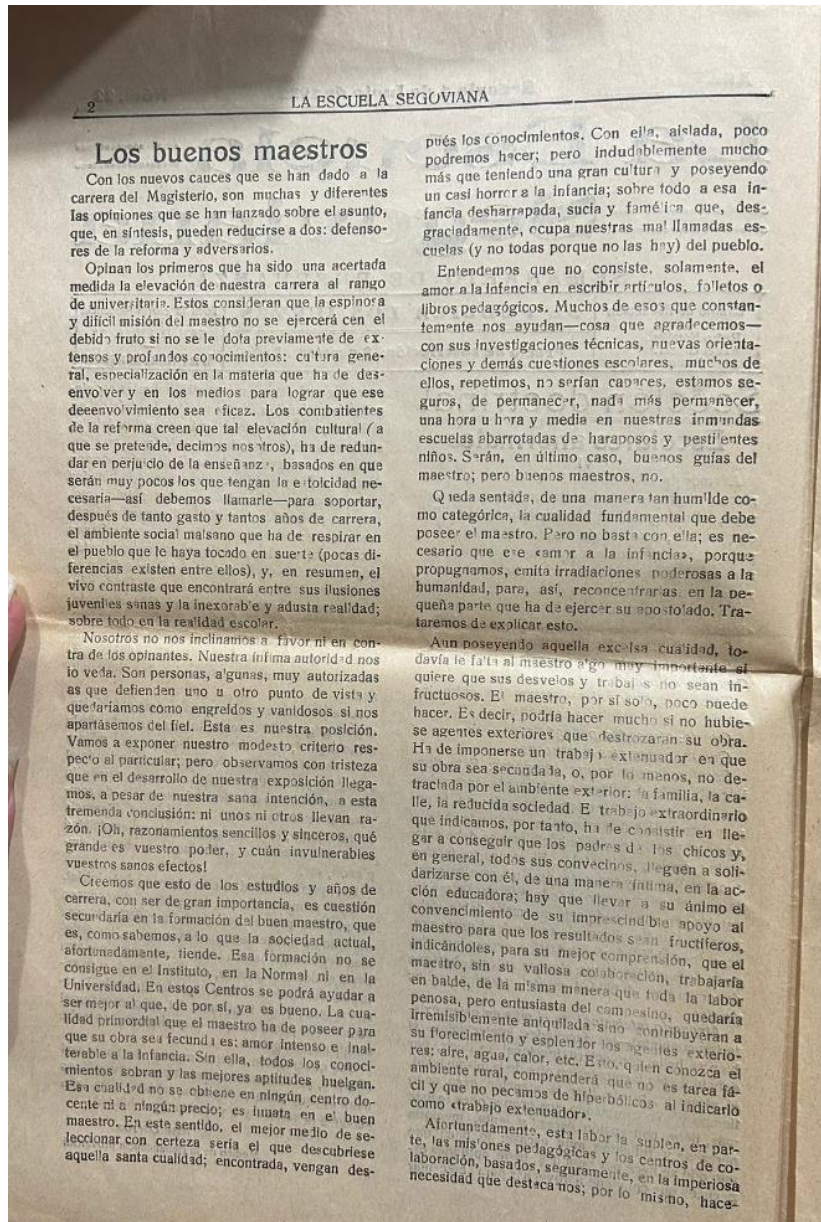 2
LA ESCUELA SEGOVIANA
Los buenos maestros
Con los nuevos cauces que se han dado a la
carrera del Magisterio, son muchas y diferentes
las opiniones que se han lanzado sobre el asunto,
que, en síntesis, pueden reducirse a dos: defenso-
res de la reforma y adversarios.
Opinan los primeros que ha sido una acertada
medida la elevación de nuestra carrera al rango
de universitaria. Estos consideran que la espinosa
y difícil misión del maestro no se ejercerá cen el
debido fruto si no se le dota previamente de ex-
tensos y profundos conocimientos: cultura gene-
ral, especialización en la materia que ha de des-
envolver y en los medios para lograr que ese
deeenvolvimiento sea eficaz. Los combatientes
de la reforma creen que tal elevación cultural (a
que se pretende, decimos nosotros), ha de redun-
dar en perjuicio de la enseñanza, basados en que
serán muy pocos los que tengan la estolcidad ne-
cesaria—así debemos llamarle—para soportar,
después de tanto gasto y tantos años de carrera,
el ambiente social malsano que ha de respirar en
el pueblo que le haya tocado en suerte (pocas di-
ferencias existen entre ellos), y, en resumen, el
vivo contraste que encontrará entre sus ilusiones
juveniles sanas y la inexorable y adusta realidad;
sobre todo en la realidad escolar.
Nosotros no nos inclinamos a favor ni en con-
tra de los opinantes. Nuestra ínfima autoridad nos
lo veda. Son personas, algunas, muy autorizadas
as que defienden uno u otro punto de vista y
quedaríamos como engreídos y vanidosos si nos
apartásemos del fiel. Esta es nuestra posición.
Vamos a exponer nuestro modesto criterio res-
pecto al particular; pero observamos con tristeza
que en el desarrollo de nuestra exposición llega-
mos, a pesar de nuestra sana intención, a esta
tremenda conclusión: ni unos ni otros llevan ra-
zón. ¡Oh, razonamientos sencillos y sinceros, qué
grande es vuestro poder, y cuán invulnerables
vuestros sanos efectos!
Creemos que esto de los estudios y años de
carrera, con ser de gran importancia, es cuestión
secundaria en la formación del buen maestro, que
es, como sabemos, a lo que la sociedad actual,
afortunadamente, tiende. Esa formación no se
consigue en el Instituto, en la Normal ni en la
Universidad. En estos Centros se podrá ayudar a
ser mejor al que, de por sí, ya es bueno. La cua-
lidad primordial que el maestro ha de poseer para
que su obra sea fecunda es: amor intenso e inal-
terable a la infancia. Sin ella, todos los conoci-
mientos sobran y las mejores aptitudes huelgan.
Esa cualidad no se obtiene en ningún centro do-
cente ni a ningún precio; es innata en el buen
maestro. En este sentido, el mejor medio de se-
leccionar con certeza sería el que descubriese
aquella santa cualidad; encontrada, vengan des-
pués los conocimientos. Con ella, aislada, poco
podremos hacer; pero indudablemente mucho
más que teniendo una gran cultura y poseyendo
un casi horror a la infancia; sobre todo a esa in-
fancia desharrapada, sucia y famélica que, des-
graciadamente, ocupa nuestras mal llamadas es-
cuelas (y no todas porque no las hay) del pueblo.
Entendemos que no consiste, solamente, el
amor a la infancia en escribir artículos, folletos o
libros pedagógicos. Muchos de esos que constan-
temente nos ayudan—cosa que agradecemos—
con sus investigaciones técnicas, nuevas orienta-
ciones y demás cuestiones escolares, muchos de
ellos, repetimos, no serían capaces, estamos se-
guros, de permanecer, nada más permanecer,
una hora u hora y media en nuestras inmundas
escuelas abarrotadas de haraposos y pestilentes
niños. Serán, en último caso, buenos guías del
maestro; pero buenos maestros, no.
Queda sentada, de una manera tan humilde co-
mo categórica, la cualidad fundamental que debe
poseer el maestro. Pero no basta con ella; es ne-
cesario que ese «amor a la infancia», porque
propugnamos, emita irradiaciones poderosas a la
humanidad, para, así, reconcentrarlas en la pe-
queña parte que ha de ejercer su apostolado. Tra-
taremos de explicar esto.
Aun poseyendo aquella excelsa cualidad, to-
davía le falta al maestro algo muy importante si
quiere que sus desvelos y trabajos no sean in-
fructuosos. El maestro, por sí solo, poco puede
hacer. Es decir, podría hacer mucho si no hubie-
se agentes exteriores que destrozaran su obra.
Ha de imponerse un trabajo extenuador en que
su obra sea secundada, o, por lo menos, no de-
tractada por el ambiente exterior: la familia, la ca-
lle, la reducida sociedad. El trabajo extraordinario
que indicamos, por tanto, ha de consistir en lle-
gar a conseguir que los padres de los chicos y,
en general, todos sus convecinos, lleguen a soli-
darizarse con él, de una manera íntima, en la ac-
ción educadora; hay que llevar a su ánimo el
convencimiento de su imprescindible apoyo al
maestro para que los resultados sean fructíferos,
indicándoles, para su mejor comprensión, que el
maestro, sin su vallosa colaboración, trabajaría
en balde, de la misma manera que toda la labor
penosa, pero entusiasta del campesino, quedaría
irremisiblemente aniquilada si no contribuyeran a
su florecimiento y esplendor los agentes exterio-
res: aire, agua, calor, etc. Esto, quien conozca el
ambiente rural, comprenderá que no es tarea fá-
cil y que no pecamos de hiperbólicos al indicarlo
como «trabajo extenuador».
Afortunadamente, esta labor la suplen, en par-
te, las misiones pedagógicas y los centros de co-
laboración, basados, seguramente, en la imperiosa
necesidad que destacamos; por lo mismo, hace-